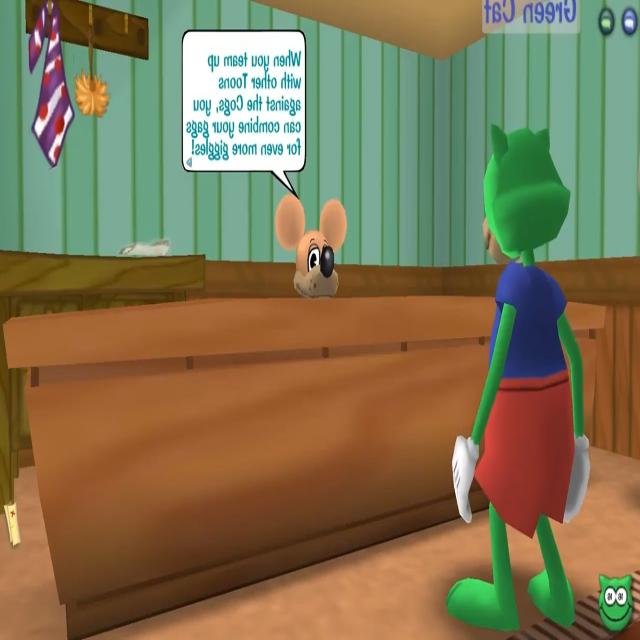 Green Cat
When you team up
with other Toons
against the Cogs, you
can combine your gags
for even more giggles!